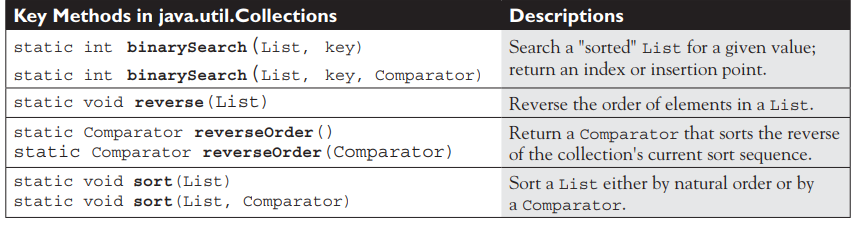 Key Methods in java.util.Collections Descriptions
static int binarySearch(List, key) Search a "sorted" List for a given value;
static int binarySearch(List, key, Comparator) return an index or insertion point.
static void reverse(List) Reverse the order of elements in a List.
static Comparator reverseOrder() Return a Comparator that sorts the reverse
static Comparator reverseOrder(Comparator) of the collection's current sort sequence.
static void sort(List) Sort a List either by natural order or by
static void sort(List, Comparator) a Comparator.